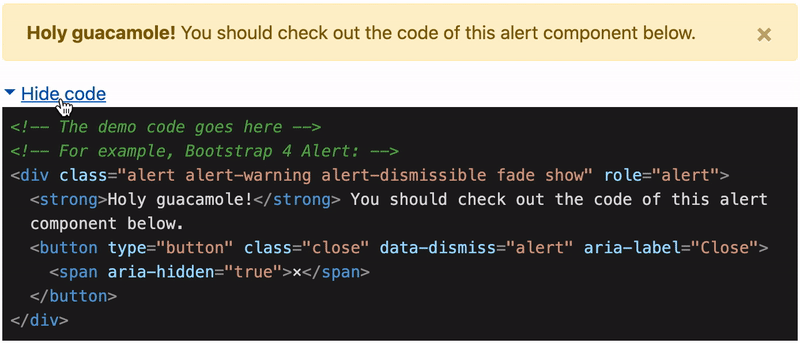 Holy guacamole! You should check out the code of this alert component below. ×
Hide code
<!-- The demo code goes here -->
<!-- For example, Bootstrap 4 Alert: -->
<div class="alert alert-warning alert-dismissible fade show" role="alert">
<strong>Holy guacamole!</strong> You should check out the code of this alert
component below.
<button type="button" class="close" data-dismiss="alert" aria-label="Close">
<span aria-hidden="true">×</span>
</button>
</div>